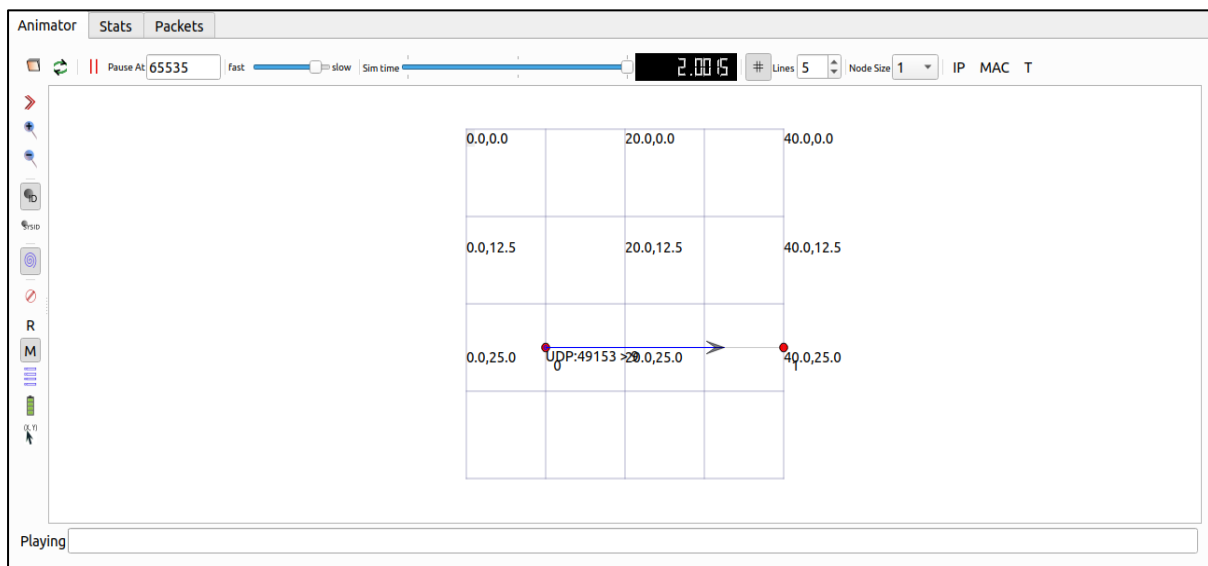 Animator Stats Packets
Pause At 65535 fast slow Sim time 2.0015 # Lines 5 Node Size 1 IP MAC T
ID
SYSID
R
M
(X,Y)
0.0,0.0 20.0,0.0 40.0,0.0
0.0,12.5 20.0,12.5 40.0,12.5
0.0,25.0 UDP:49153 > 9 20.0,25.0 40.0,25.0
0 1
Playing